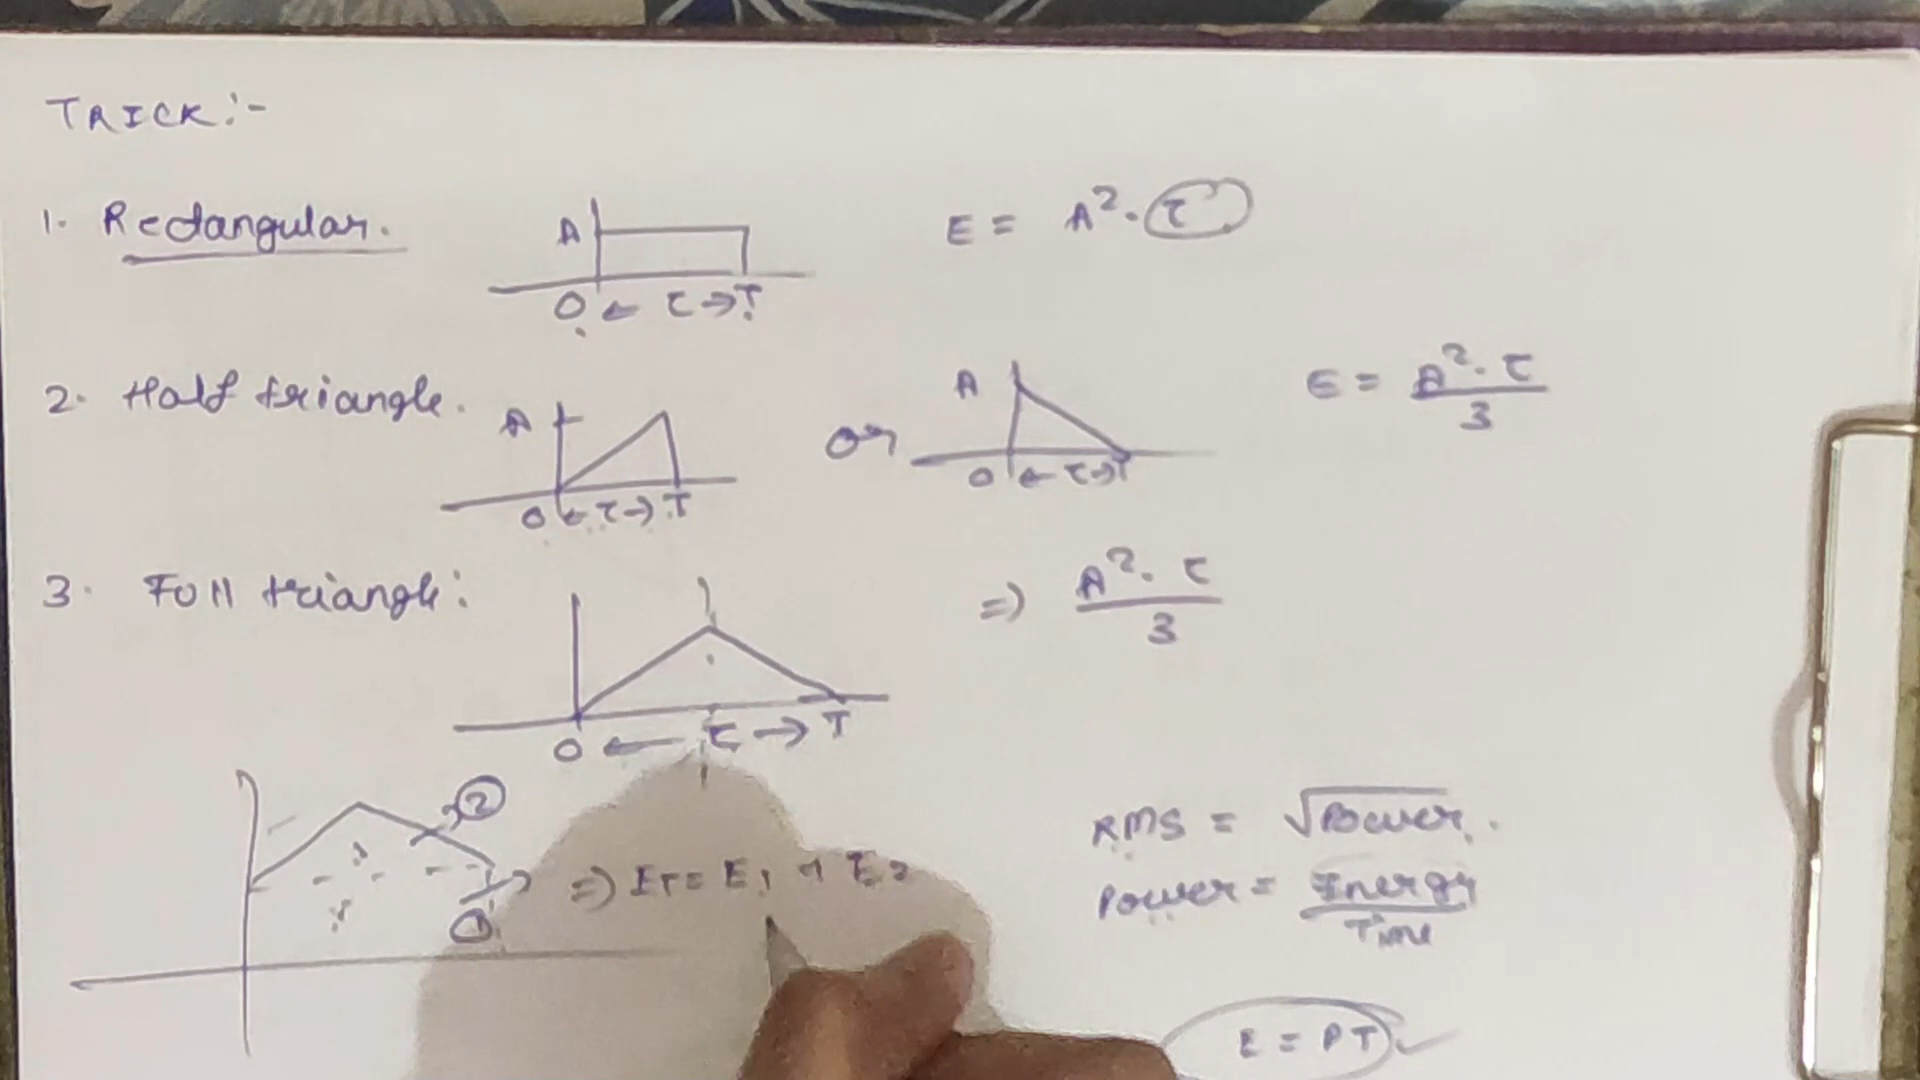 TRICK :-
1. Rectangular.
A
0 ← τ → T
E = A² . τ
2. Half triangle.
A
0 ← τ → T
or
A
0 ← τ → T
E = A² . τ / 3
3. Full triangle :
0 ← τ → T
⇒ A² . τ / 3
②
①
⇒ ET = E1 + E2
RMS = √Power .
Power = Energy / Time
E = PT ✓